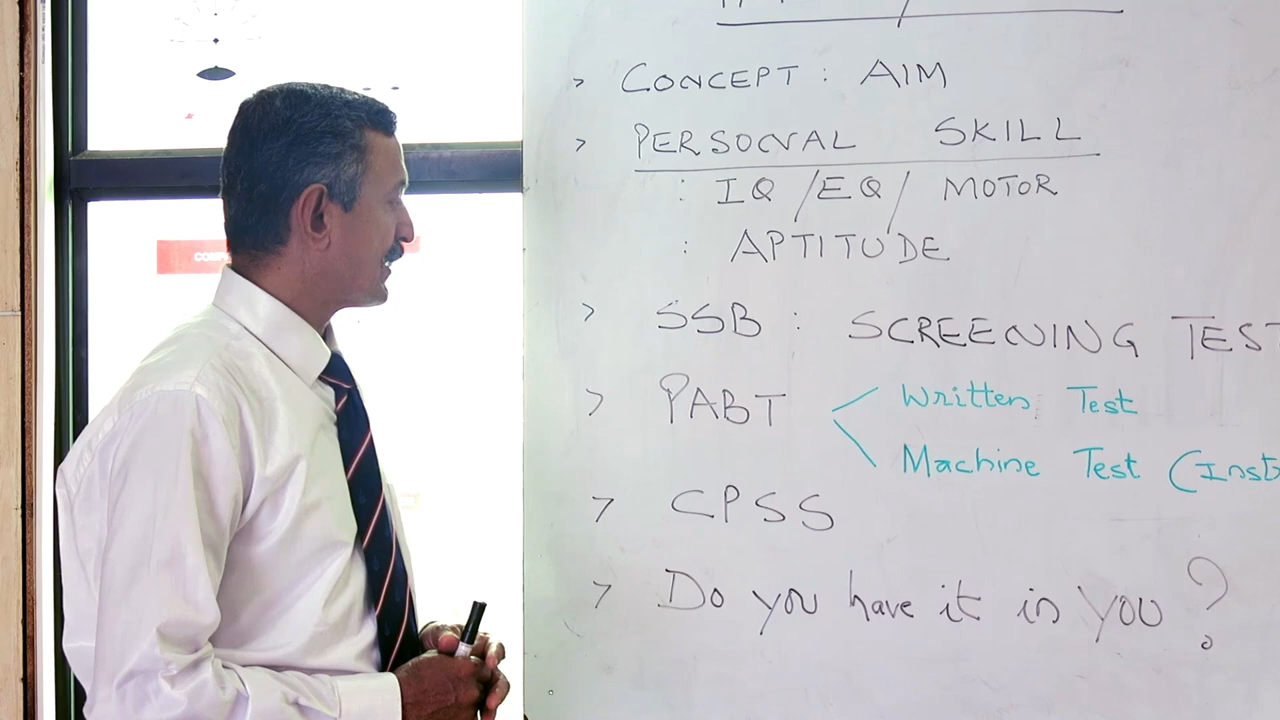 > CONCEPT : AIM
> PERSONAL SKILL
: IQ / EQ / MOTOR
: APTITUDE
> SSB : SCREENING TEST
> PABT < Written Test
Machine Test (Inst
> CPSS
> Do you have it in you ?